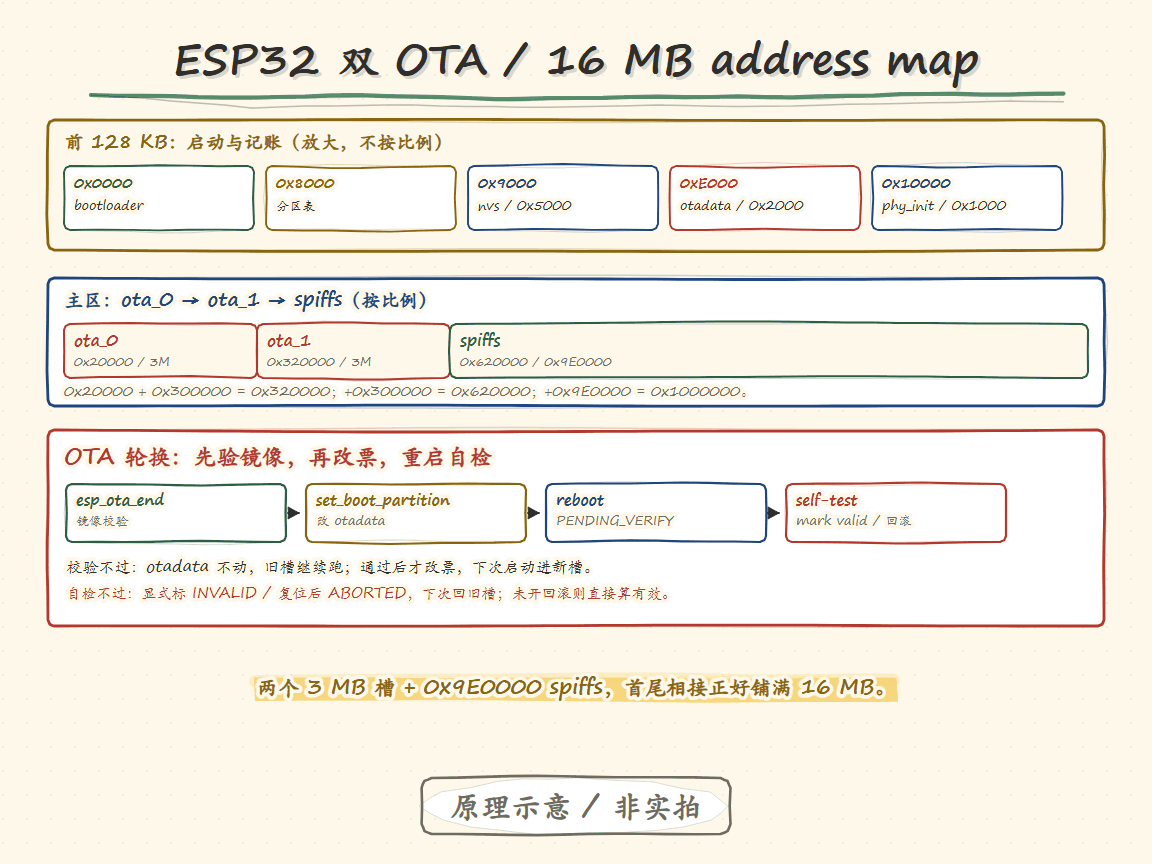 ESP32 双 OTA / 16 MB address map
前 128 KB：启动与记账（放大，不按比例）
0x0000
bootloader
0x8000
分区表
0x9000
nvs / 0x5000
0xE000
otadata / 0x2000
0x10000
phy_init / 0x1000
主区：ota_0 → ota_1 → spiffs（按比例）
ota_0
0x20000 / 3M
ota_1
0x320000 / 3M
spiffs
0x620000 / 0x9E0000
0x20000 + 0x300000 = 0x320000；+0x300000 = 0x620000；+0x9E0000 = 0x1000000。
OTA 轮换：先验镜像，再改票，重启自检
esp_ota_end
镜像校验
set_boot_partition
改 otadata
reboot
PENDING_VERIFY
self-test
mark valid / 回滚
校验不过：otadata 不动，旧槽继续跑；通过后才改票，下次启动进新槽。
自检不过：显式标 INVALID / 复位后 ABORTED，下次回旧槽；未开回滚则直接算有效。
两个 3 MB 槽 + 0x9E0000 spiffs，首尾相接正好铺满 16 MB。
原理示意 / 非实拍